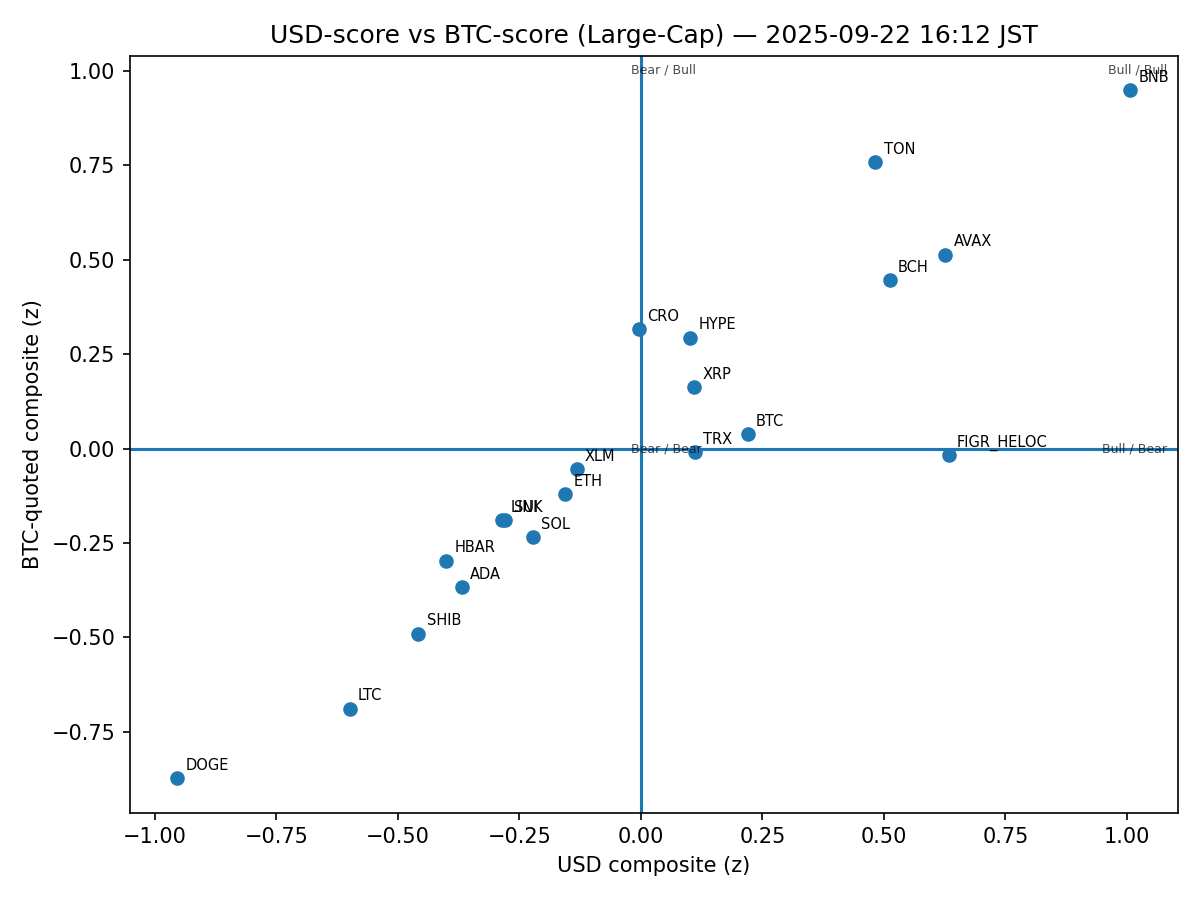 USD-score vs BTC-score (Large-Cap) — 2025-09-22 16:12 JST
1.00
0.75
0.50
0.25
0.00
−0.25
−0.50
−0.75
BTC-quoted composite (z)
Bear / Bull
Bull / Bull
BNB
TON
AVAX
BCH
CRO
HYPE
XRP
BTC
TRX
FIGR_HELOC
Bear / Bear
Bull / Bear
XLM
ETH
LINK
SUI
SOL
HBAR
ADA
SHIB
LTC
DOGE
−1.00
−0.75
−0.50
−0.25
0.00
0.25
0.50
0.75
1.00
USD composite (z)